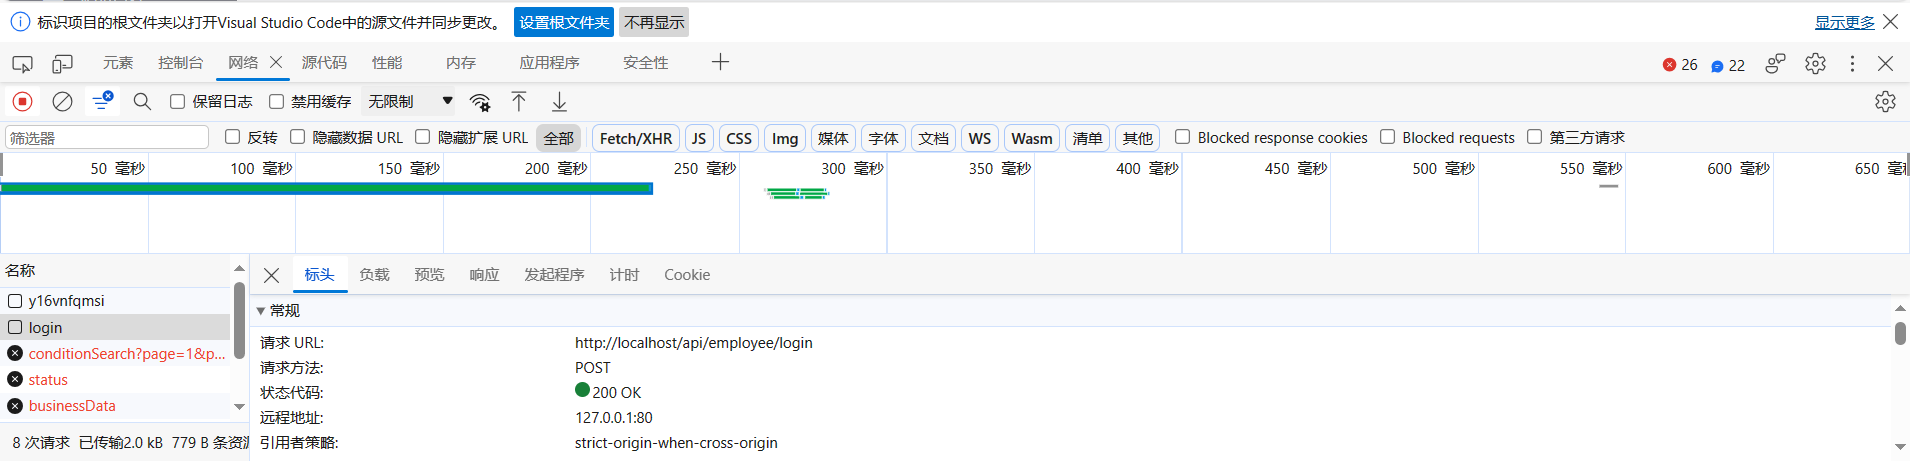 标识项目的根文件夹以打开Visual Studio Code中的源文件并同步更改。 设置根文件夹 不再显示 显示更多
元素 控制台 网络 源代码 性能 内存 应用程序 安全性 26 22
保留日志 禁用缓存 无限制
筛选器 反转 隐藏数据 URL 隐藏扩展 URL 全部 Fetch/XHR JS CSS Img 媒体 字体 文档 WS Wasm 清单 其他 Blocked response cookies Blocked requests 第三方请求
50 毫秒 100 毫秒 150 毫秒 200 毫秒 250 毫秒 300 毫秒 350 毫秒 400 毫秒 450 毫秒 500 毫秒 550 毫秒 600 毫秒 650 毫秒
名称
y16vnfqmsi
login
conditionSearch?page=1&p...
status
businessData
8 次请求 已传输2.0 kB 779 B 条资源
标头 负载 预览 响应 发起程序 计时 Cookie
常规
请求 URL: http://localhost/api/employee/login
请求方法: POST
状态代码: 200 OK
远程地址: 127.0.0.1:80
引用者策略: strict-origin-when-cross-origin